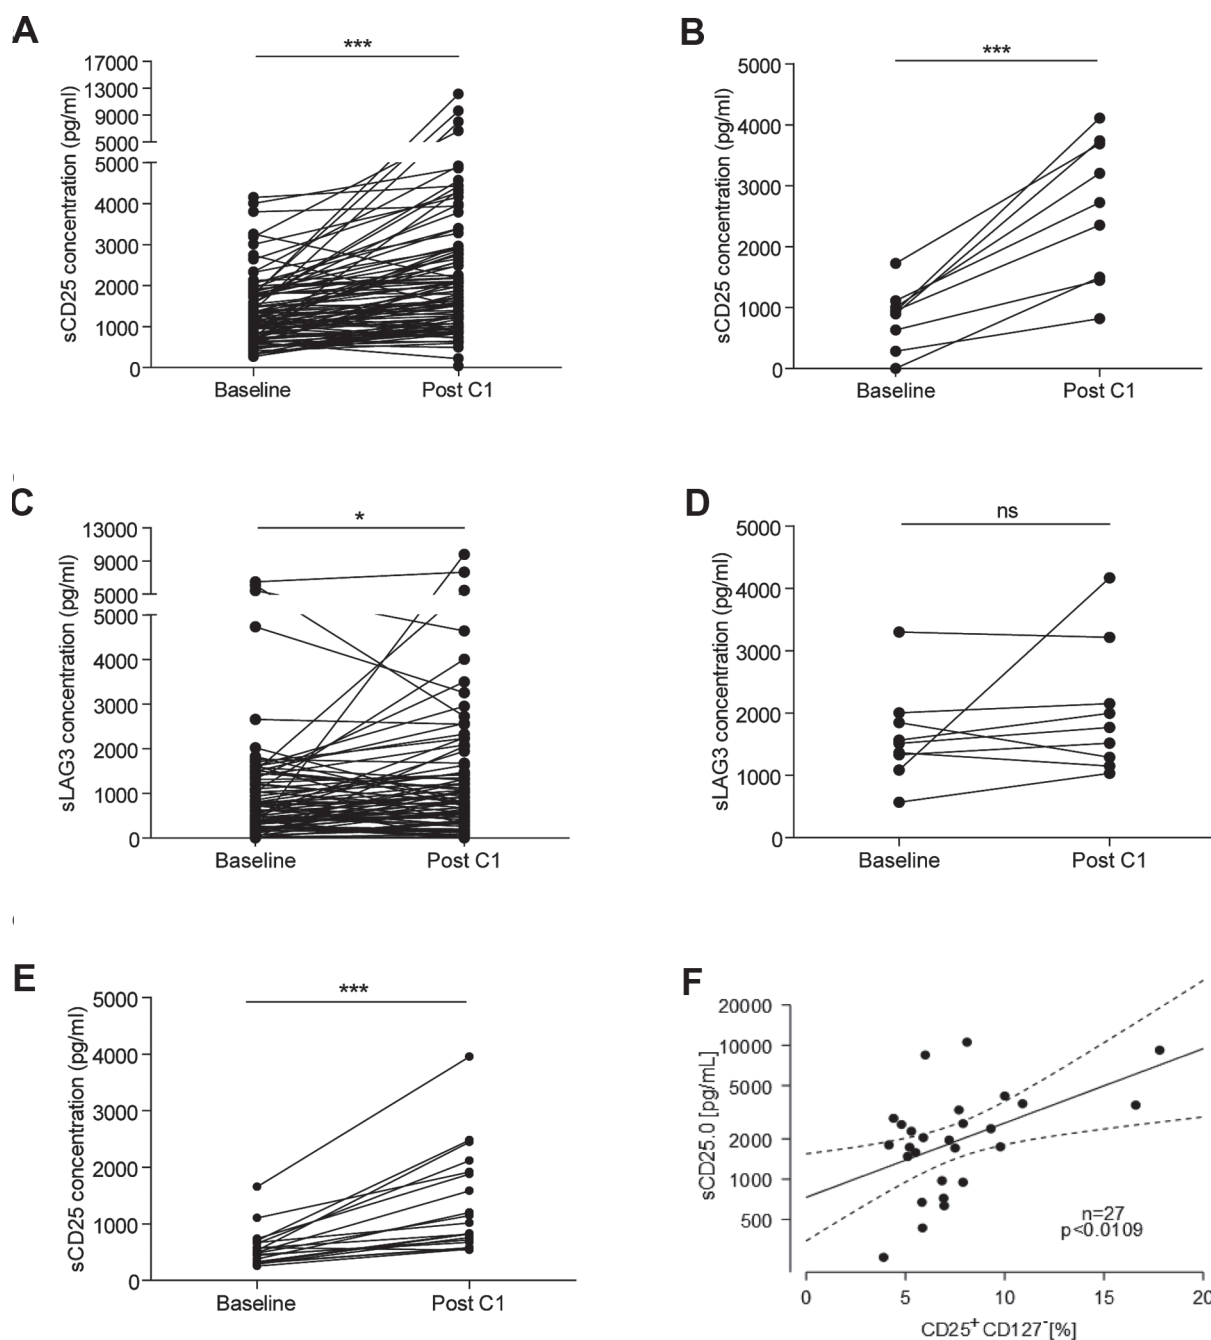 A
***
sCD25 concentration (pg/ml)
17000
13000
9000
5000
5000
4000
3000
2000
1000
0
Baseline
Post C1
B
***
sCD25 concentration (pg/ml)
5000
4000
3000
2000
1000
0
Baseline
Post C1
C
*
sLAG3 concentration (pg/ml)
13000
9000
5000
5000
4000
3000
2000
1000
0
Baseline
Post C1
D
ns
sLAG3 concentration (pg/ml)
5000
4000
3000
2000
1000
0
Baseline
Post C1
E
***
sCD25 concentration (pg/ml)
5000
4000
3000
2000
1000
0
Baseline
Post C1
F
sCD25.0 [pg/mL]
20000
10000
5000
2000
1000
500
n=27
p<0.0109
0
5
10
15
20
CD25⁺ CD127⁻[%]